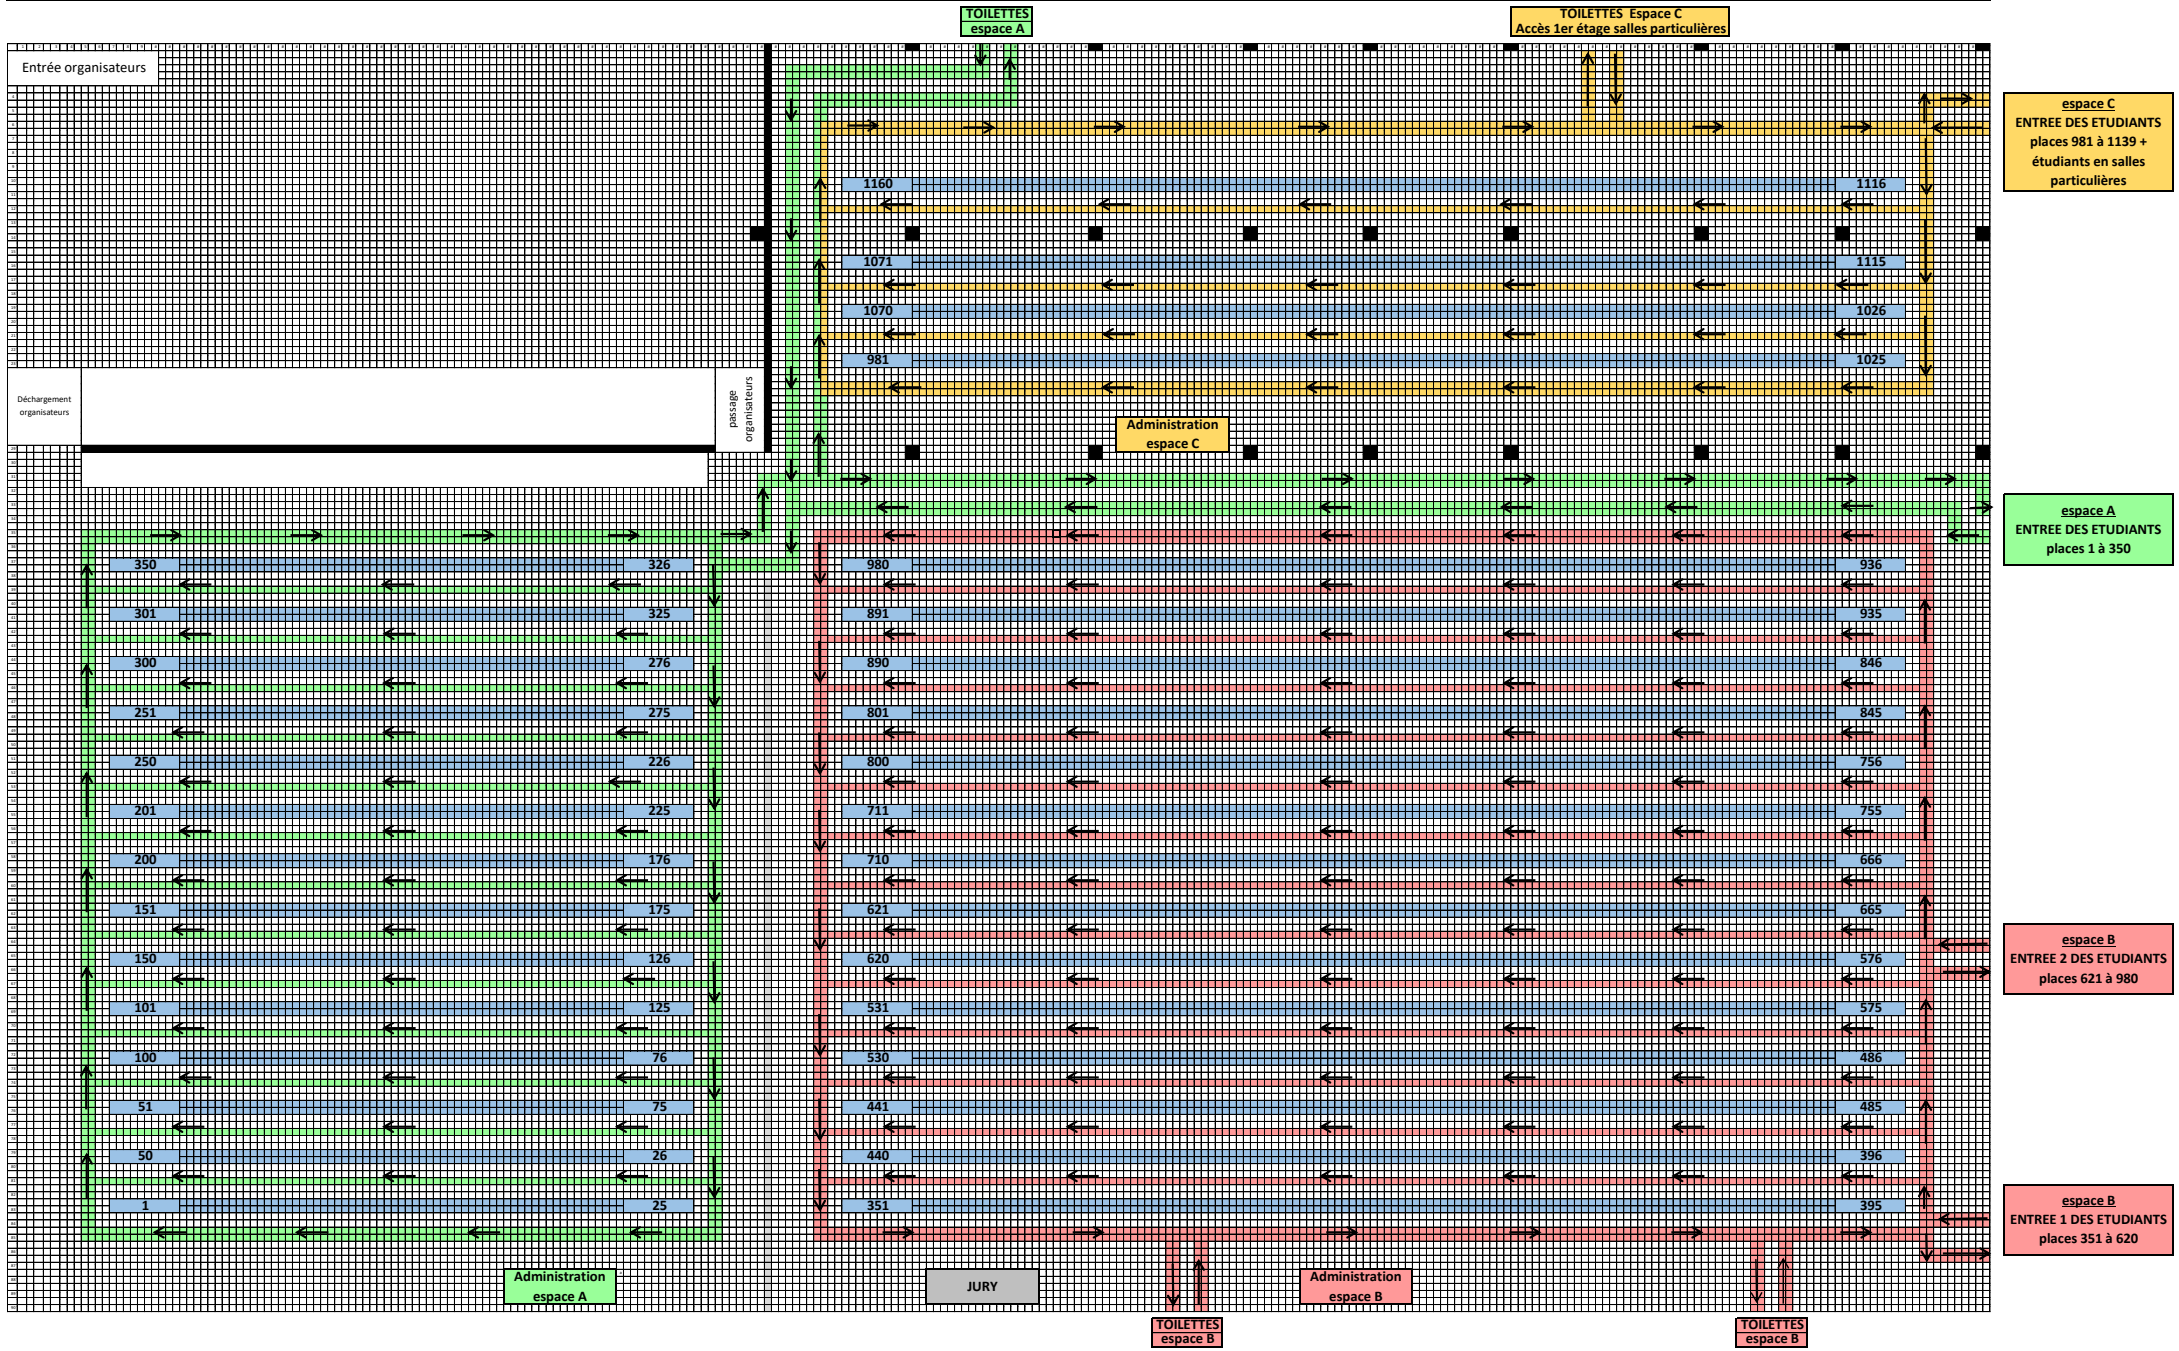 TOILETTES
espace A
TOILETTES Espace C
Accès 1er étage salles particulières
Entrée organisateurs
espace C
ENTREE DES ETUDIANTS
places 981 à 1139 +
étudiants en salles
particulières
1160 1116
1071 1115
1070 1026
981 1025
Déchargement
organisateurs
passage
organisateurs
Administration
espace C
espace A
ENTREE DES ETUDIANTS
places 1 à 350
350 326 980 936
301 325 891 935
300 276 890 846
251 275 801 845
250 226 800 756
201 225 711 755
200 176 710 666
151 175 621 665
espace B
ENTREE 2 DES ETUDIANTS
places 621 à 980
150 126 620 576
101 125 531 575
100 76 530 486
51 75 441 485
50 26 440 396
1 25 351 395
espace B
ENTREE 1 DES ETUDIANTS
places 351 à 620
Administration
espace A
JURY
Administration
espace B
TOILETTES
espace B
TOILETTES
espace B